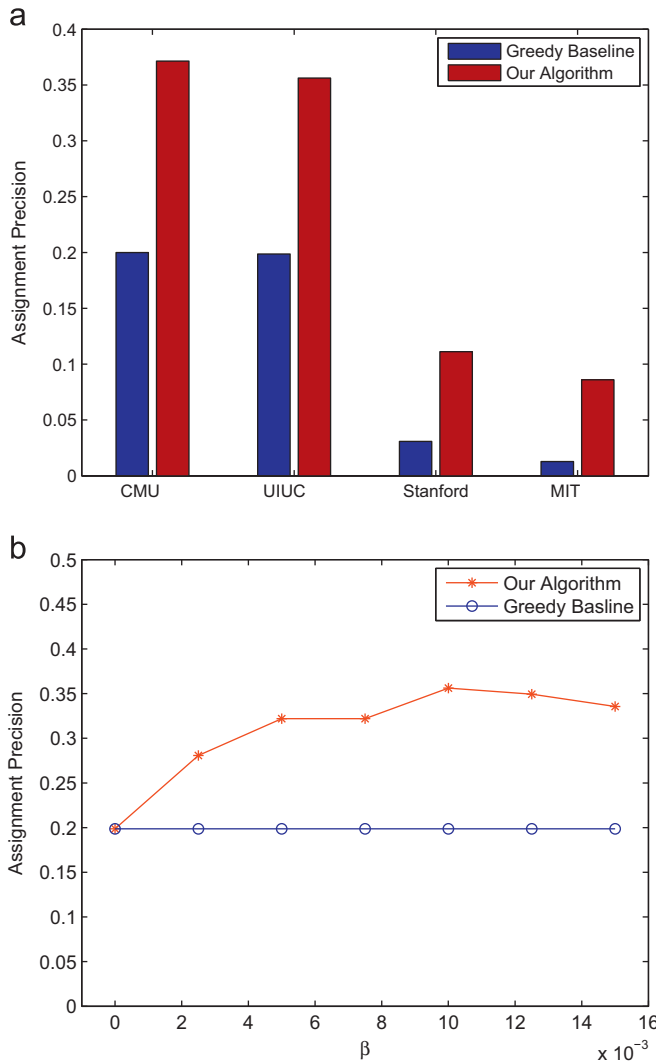 a
0.4
0.35
0.3
0.25
0.2
0.15
0.1
0.05
0
Assignment Precision
Greedy Baseline
Our Algorithm
CMU UIUC Stanford MIT
b
0.5
0.45
0.4
0.35
0.3
0.25
0.2
0.15
0.1
0.05
0
Assignment Precision
Our Algorithm
Greedy Basline
0 2 4 6 8 10 12 14 16
β
× 10⁻³